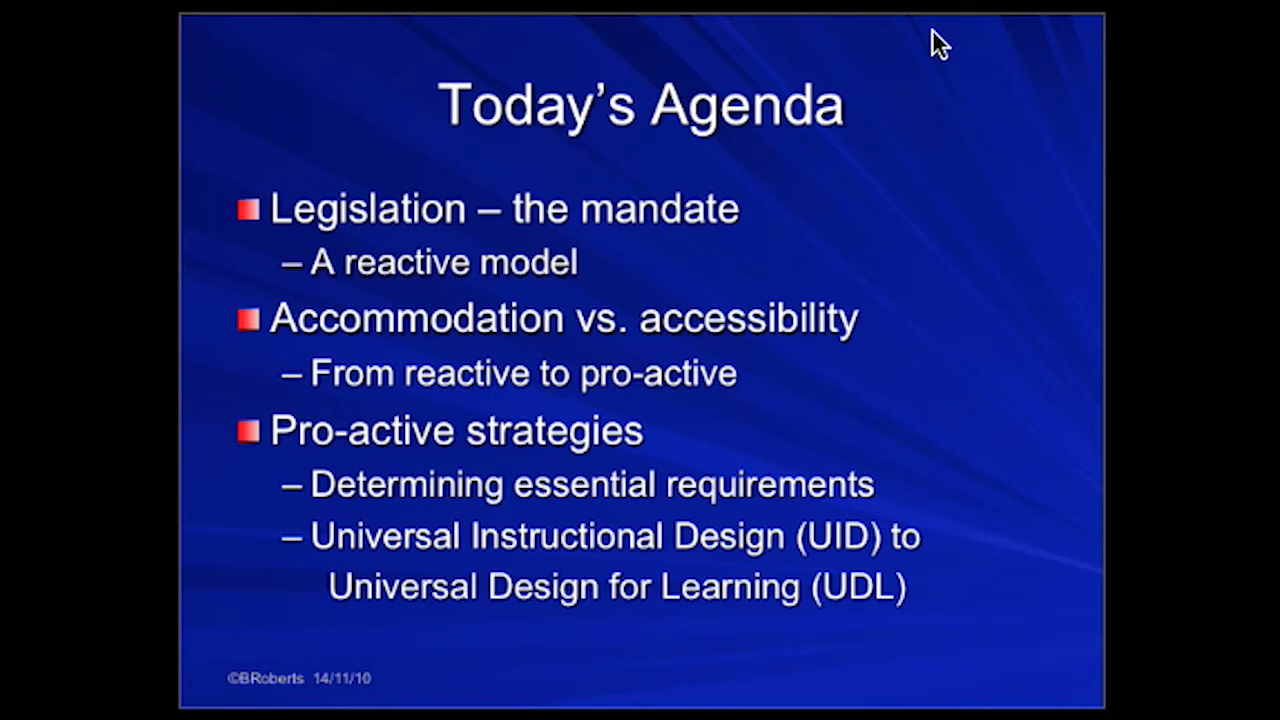 Today’s Agenda
Legislation – the mandate
– A reactive model
Accommodation vs. accessibility
– From reactive to pro-active
Pro-active strategies
– Determining essential requirements
– Universal Instructional Design (UID) to
Universal Design for Learning (UDL)
©BRoberts 14/11/10